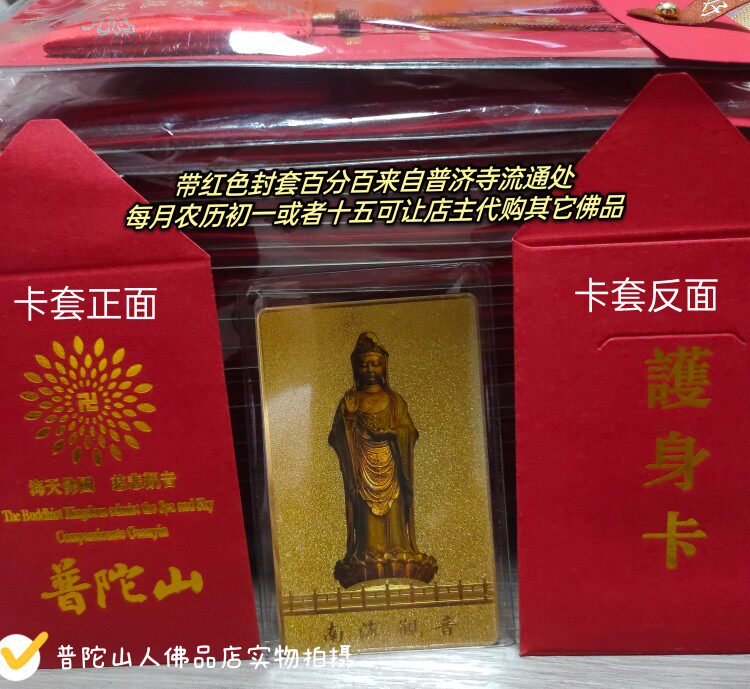 带红色封套百分百来自普济寺流通处
每月农历初一或者十五可让店主代购其它佛品
卡套正面
卡套反面
護身卡
海天佛國 慈悲觀音
The Buddhist Kingdom admist the Sea and Sky
Compassionate Guanyin
普陀山
南海觀音
普陀山人佛品店实物拍摄